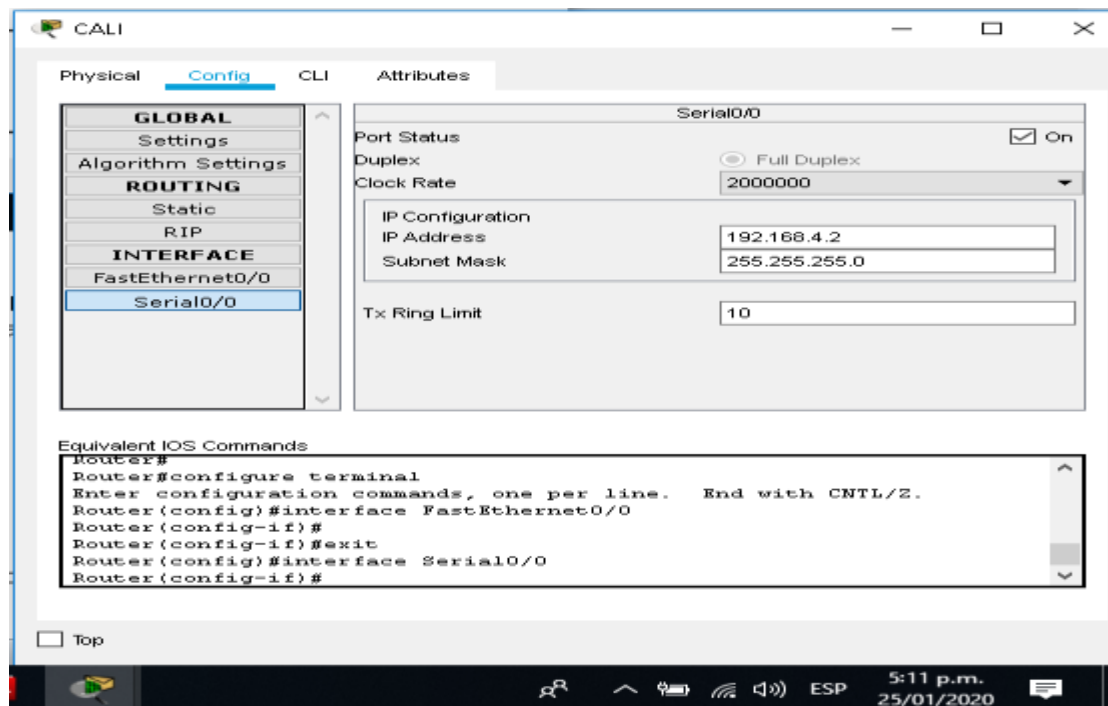 CALI
Physical Config CLI Attributes
GLOBAL
Settings
Algorithm Settings
ROUTING
Static
RIP
INTERFACE
FastEthernet0/0
Serial0/0
Serial0/0
Port Status On
Duplex Full Duplex
Clock Rate 2000000
IP Configuration
IP Address 192.168.4.2
Subnet Mask 255.255.255.0
Tx Ring Limit 10
Equivalent IOS Commands
Router#
Router#configure terminal
Enter configuration commands, one per line. End with CNTL/Z.
Router(config)#interface FastEthernet0/0
Router(config-if)#
Router(config-if)#exit
Router(config)#interface Serial0/0
Router(config-if)#
Top
ESP 5:11 p.m.
25/01/2020